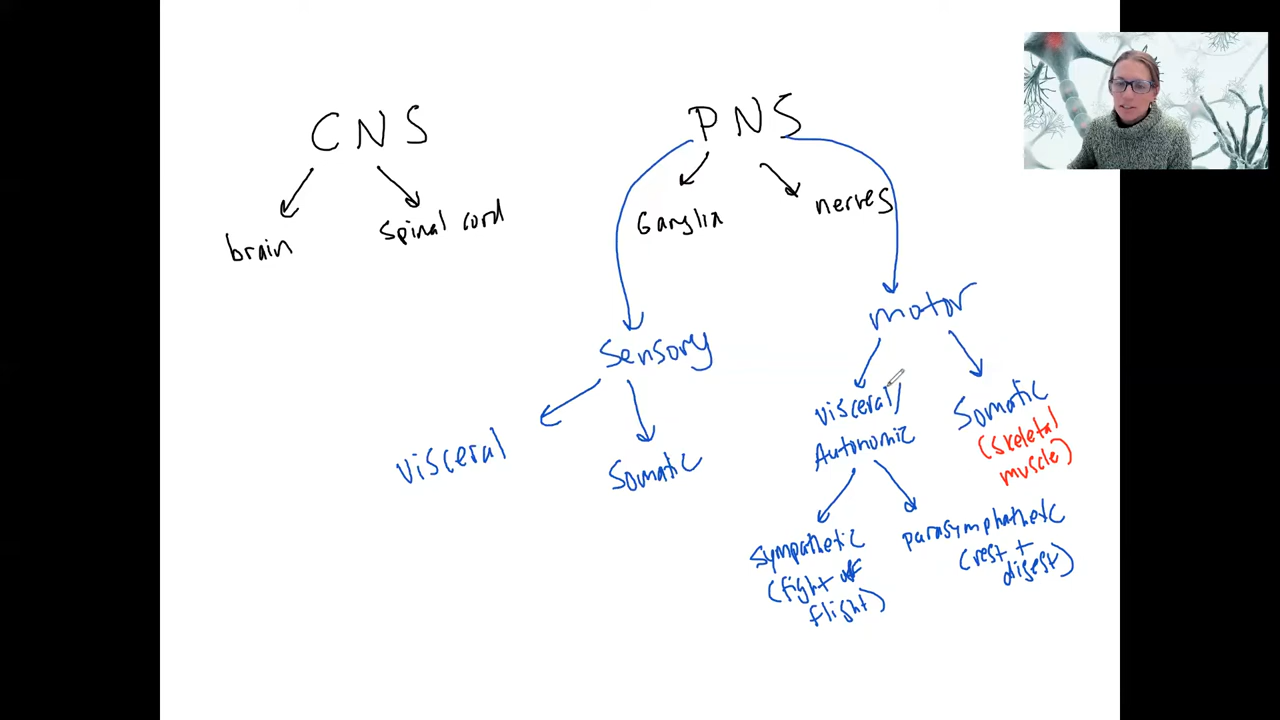 CNS
PNS
brain
spinal cord
Ganglia
nerves
Sensory
motor
visceral
Somatic
visceral/
Autonomic
Somatic
(skeletal
muscle)
sympathetic
(fight or
flight)
parasymphathetic
(rest +
digest)